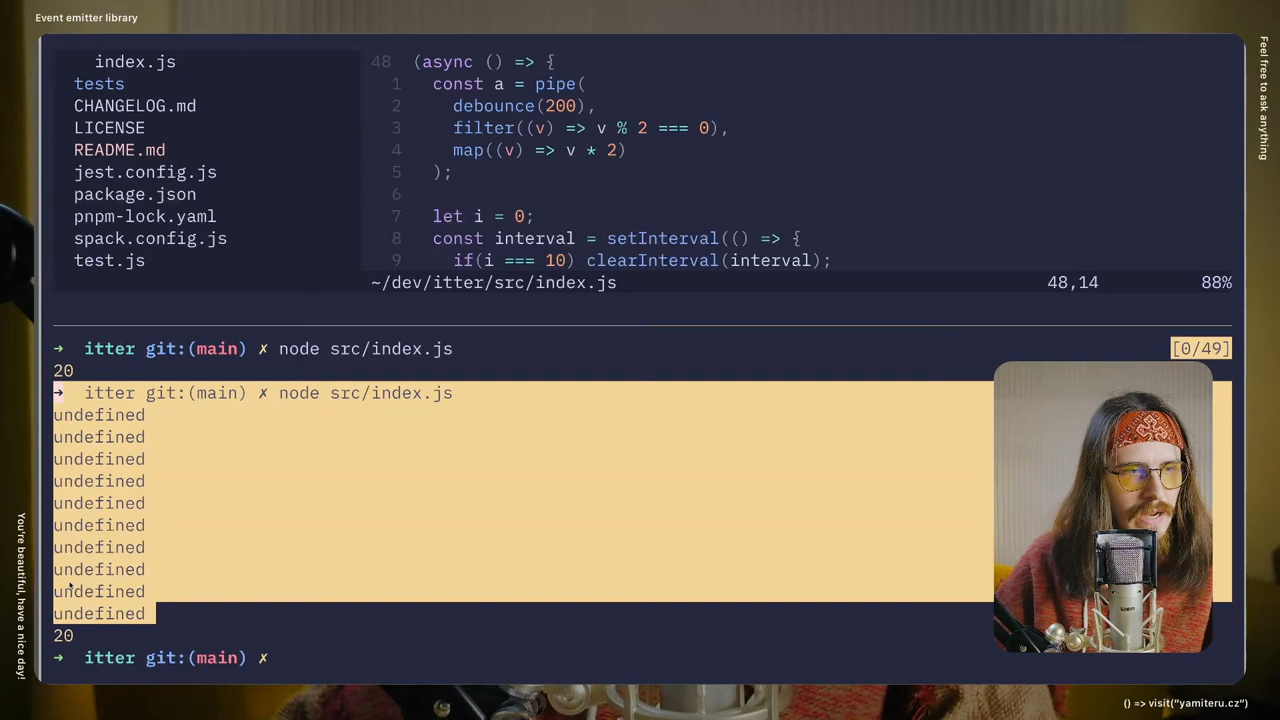 Event emitter library
Feel free to ask anything
index.js
tests
CHANGELOG.md
LICENSE
README.md
jest.config.js
package.json
pnpm-lock.yaml
spack.config.js
test.js
48 (async () => {
1 const a = pipe(
2 debounce(200),
3 filter((v) => v % 2 === 0),
4 map((v) => v * 2)
5 );
6
7 let i = 0;
8 const interval = setInterval(() => {
9 if(i === 10) clearInterval(interval);
~/dev/itter/src/index.js 48,14 88%
→ itter git:(main) ✗ node src/index.js [0/49]
20
→ itter git:(main) ✗ node src/index.js
undefined
undefined
undefined
undefined
undefined
undefined
undefined
undefined
undefined
undefined
20
→ itter git:(main) ✗
You're beautiful, have a nice day!
() => visit("yamiteru.cz")